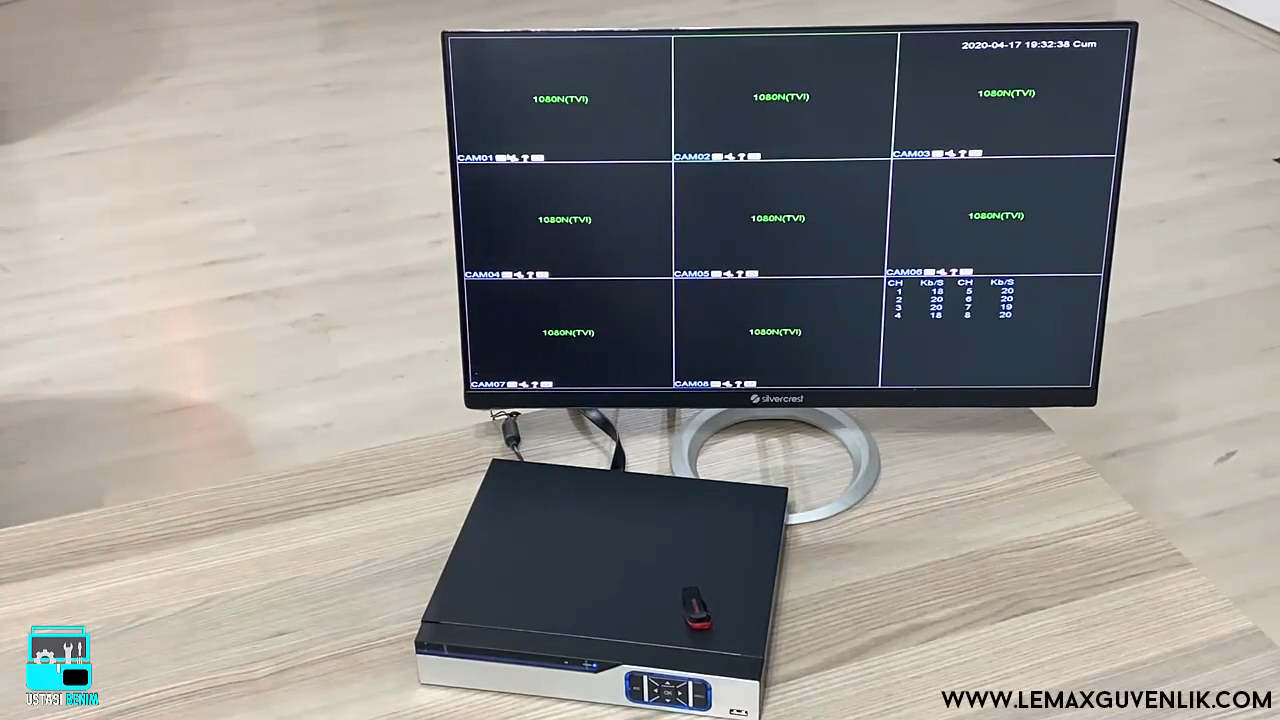 2020-04-17 19:32:38 Cum
1080N(TVI)
1080N(TVI)
1080N(TVI)
CAM01
CAM02
CAM03
1080N(TVI)
1080N(TVI)
1080N(TVI)
CAM04
CAM05
CAM06
1080N(TVI)
1080N(TVI)
CH Kb/S CH Kb/S
1 18 5 20
2 20 6 20
3 20 7 19
4 18 8 20
CAM07
CAM08
silvercrest
OK
USTASI BENIM
WWW.LEMAXGUVENLIK.COM